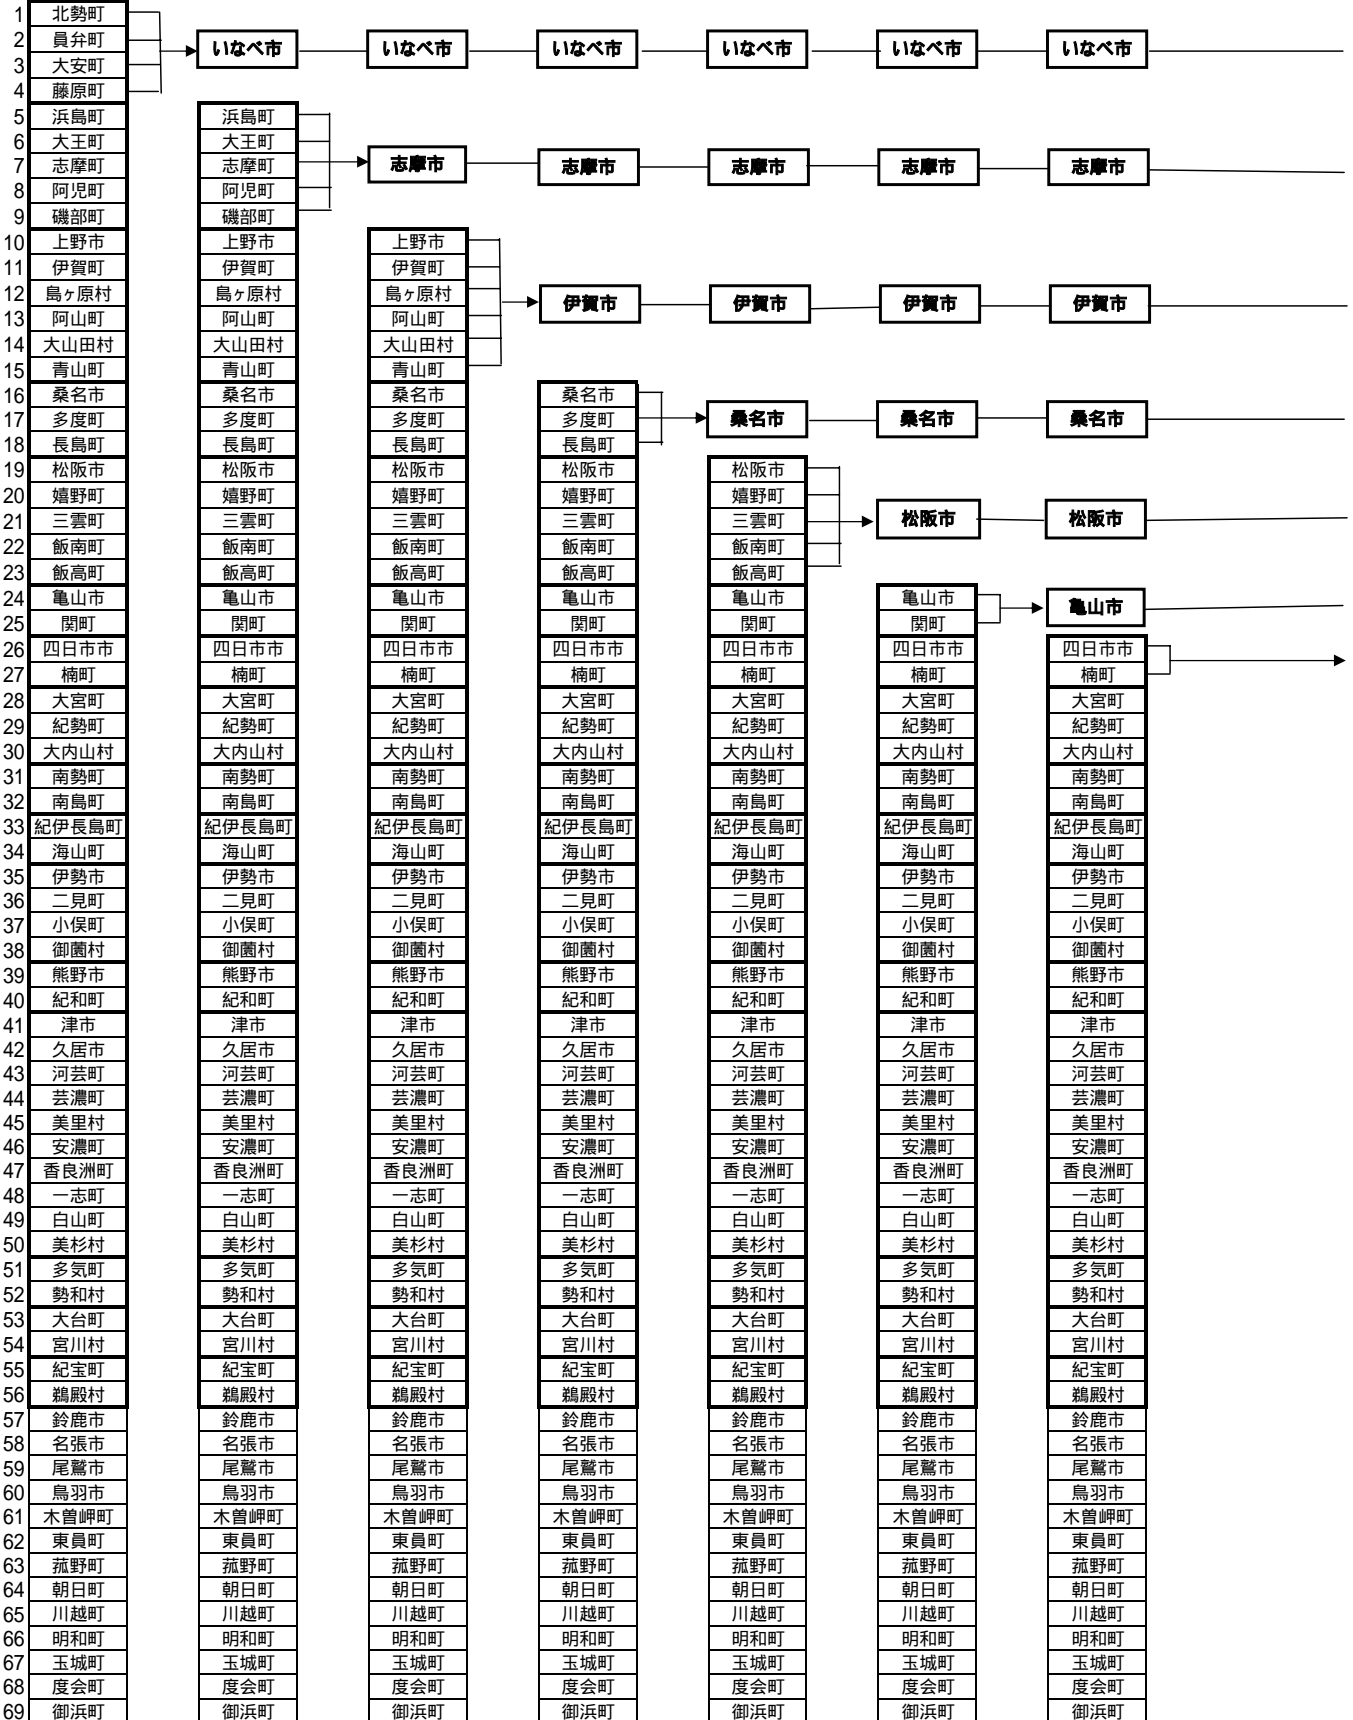 1 北勢町
2 員弁町 いなべ市 いなべ市 いなべ市 いなべ市 いなべ市 いなべ市
3 大安町
4 藤原町
5 浜島町 浜島町
6 大王町 大王町
7 志摩町 志摩町 志摩市 志摩市 志摩市 志摩市 志摩市
8 阿児町 阿児町
9 磯部町 磯部町
10 上野市 上野市 上野市
11 伊賀町 伊賀町 伊賀町
12 島ヶ原村 島ヶ原村 島ヶ原村 伊賀市 伊賀市 伊賀市 伊賀市
13 阿山町 阿山町 阿山町
14 大山田村 大山田村 大山田村
15 青山町 青山町 青山町
16 桑名市 桑名市 桑名市 桑名市
17 多度町 多度町 多度町 多度町 桑名市 桑名市 桑名市
18 長島町 長島町 長島町 長島町
19 松阪市 松阪市 松阪市 松阪市 松阪市
20 嬉野町 嬉野町 嬉野町 嬉野町 嬉野町
21 三雲町 三雲町 三雲町 三雲町 三雲町 松阪市 松阪市
22 飯南町 飯南町 飯南町 飯南町 飯南町
23 飯高町 飯高町 飯高町 飯高町 飯高町
24 亀山市 亀山市 亀山市 亀山市 亀山市 亀山市 亀山市
25 関町 関町 関町 関町 関町 関町
26 四日市市 四日市市 四日市市 四日市市 四日市市 四日市市 四日市市
27 楠町 楠町 楠町 楠町 楠町 楠町 楠町
28 大宮町 大宮町 大宮町 大宮町 大宮町 大宮町 大宮町
29 紀勢町 紀勢町 紀勢町 紀勢町 紀勢町 紀勢町 紀勢町
30 大内山村 大内山村 大内山村 大内山村 大内山村 大内山村 大内山村
31 南勢町 南勢町 南勢町 南勢町 南勢町 南勢町 南勢町
32 南島町 南島町 南島町 南島町 南島町 南島町 南島町
33 紀伊長島町 紀伊長島町 紀伊長島町 紀伊長島町 紀伊長島町 紀伊長島町 紀伊長島町
34 海山町 海山町 海山町 海山町 海山町 海山町 海山町
35 伊勢市 伊勢市 伊勢市 伊勢市 伊勢市 伊勢市 伊勢市
36 二見町 二見町 二見町 二見町 二見町 二見町 二見町
37 小俣町 小俣町 小俣町 小俣町 小俣町 小俣町 小俣町
38 御薗村 御薗村 御薗村 御薗村 御薗村 御薗村 御薗村
39 熊野市 熊野市 熊野市 熊野市 熊野市 熊野市 熊野市
40 紀和町 紀和町 紀和町 紀和町 紀和町 紀和町 紀和町
41 津市 津市 津市 津市 津市 津市 津市
42 久居市 久居市 久居市 久居市 久居市 久居市 久居市
43 河芸町 河芸町 河芸町 河芸町 河芸町 河芸町 河芸町
44 芸濃町 芸濃町 芸濃町 芸濃町 芸濃町 芸濃町 芸濃町
45 美里村 美里村 美里村 美里村 美里村 美里村 美里村
46 安濃町 安濃町 安濃町 安濃町 安濃町 安濃町 安濃町
47 香良洲町 香良洲町 香良洲町 香良洲町 香良洲町 香良洲町 香良洲町
48 一志町 一志町 一志町 一志町 一志町 一志町 一志町
49 白山町 白山町 白山町 白山町 白山町 白山町 白山町
50 美杉村 美杉村 美杉村 美杉村 美杉村 美杉村 美杉村
51 多気町 多気町 多気町 多気町 多気町 多気町 多気町
52 勢和村 勢和村 勢和村 勢和村 勢和村 勢和村 勢和村
53 大台町 大台町 大台町 大台町 大台町 大台町 大台町
54 宮川村 宮川村 宮川村 宮川村 宮川村 宮川村 宮川村
55 紀宝町 紀宝町 紀宝町 紀宝町 紀宝町 紀宝町 紀宝町
56 鵜殿村 鵜殿村 鵜殿村 鵜殿村 鵜殿村 鵜殿村 鵜殿村
57 鈴鹿市 鈴鹿市 鈴鹿市 鈴鹿市 鈴鹿市 鈴鹿市 鈴鹿市
58 名張市 名張市 名張市 名張市 名張市 名張市 名張市
59 尾鷲市 尾鷲市 尾鷲市 尾鷲市 尾鷲市 尾鷲市 尾鷲市
60 鳥羽市 鳥羽市 鳥羽市 鳥羽市 鳥羽市 鳥羽市 鳥羽市
61 木曽岬町 木曽岬町 木曽岬町 木曽岬町 木曽岬町 木曽岬町 木曽岬町
62 東員町 東員町 東員町 東員町 東員町 東員町 東員町
63 菰野町 菰野町 菰野町 菰野町 菰野町 菰野町 菰野町
64 朝日町 朝日町 朝日町 朝日町 朝日町 朝日町 朝日町
65 川越町 川越町 川越町 川越町 川越町 川越町 川越町
66 明和町 明和町 明和町 明和町 明和町 明和町 明和町
67 玉城町 玉城町 玉城町 玉城町 玉城町 玉城町 玉城町
68 度会町 度会町 度会町 度会町 度会町 度会町 度会町
69 御浜町 御浜町 御浜町 御浜町 御浜町 御浜町 御浜町